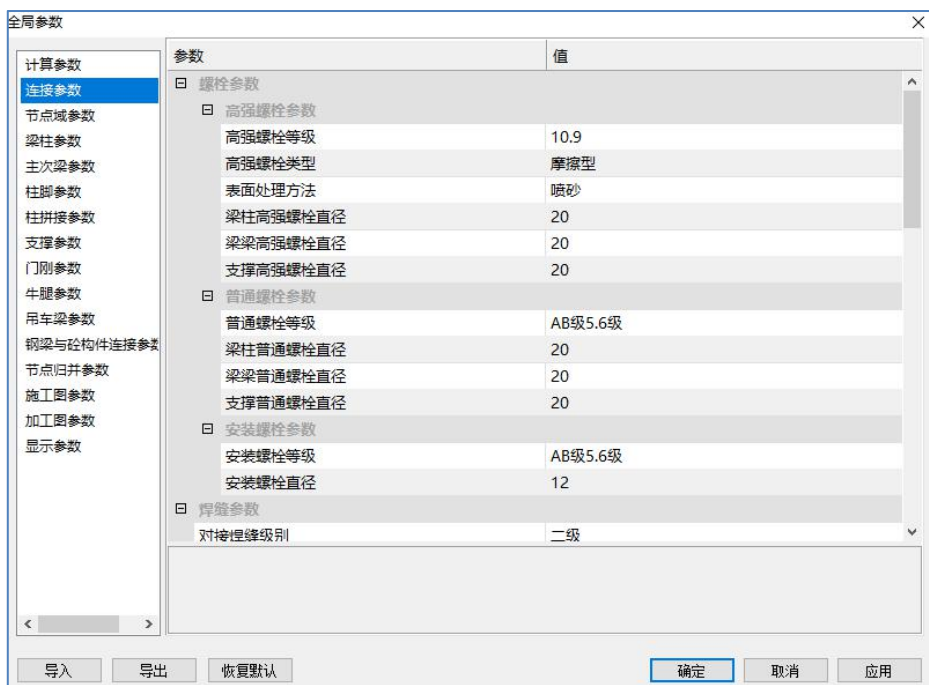 全局参数
计算参数
连接参数
节点域参数
梁柱参数
主次梁参数
柱脚参数
柱拼接参数
支撑参数
门刚参数
牛腿参数
吊车梁参数
钢梁与砼构件连接参数
节点归并参数
施工图参数
加工图参数
显示参数
参数 值
螺栓参数
高强螺栓参数
高强螺栓等级 10.9
高强螺栓类型 摩擦型
表面处理方法 喷砂
梁柱高强螺栓直径 20
梁梁高强螺栓直径 20
支撑高强螺栓直径 20
普通螺栓参数
普通螺栓等级 AB级5.6级
梁柱普通螺栓直径 20
梁梁普通螺栓直径 20
支撑普通螺栓直径 20
安装螺栓参数
安装螺栓等级 AB级5.6级
安装螺栓直径 12
焊缝参数
对接焊缝级别 二级
导入 导出 恢复默认 确定 取消 应用